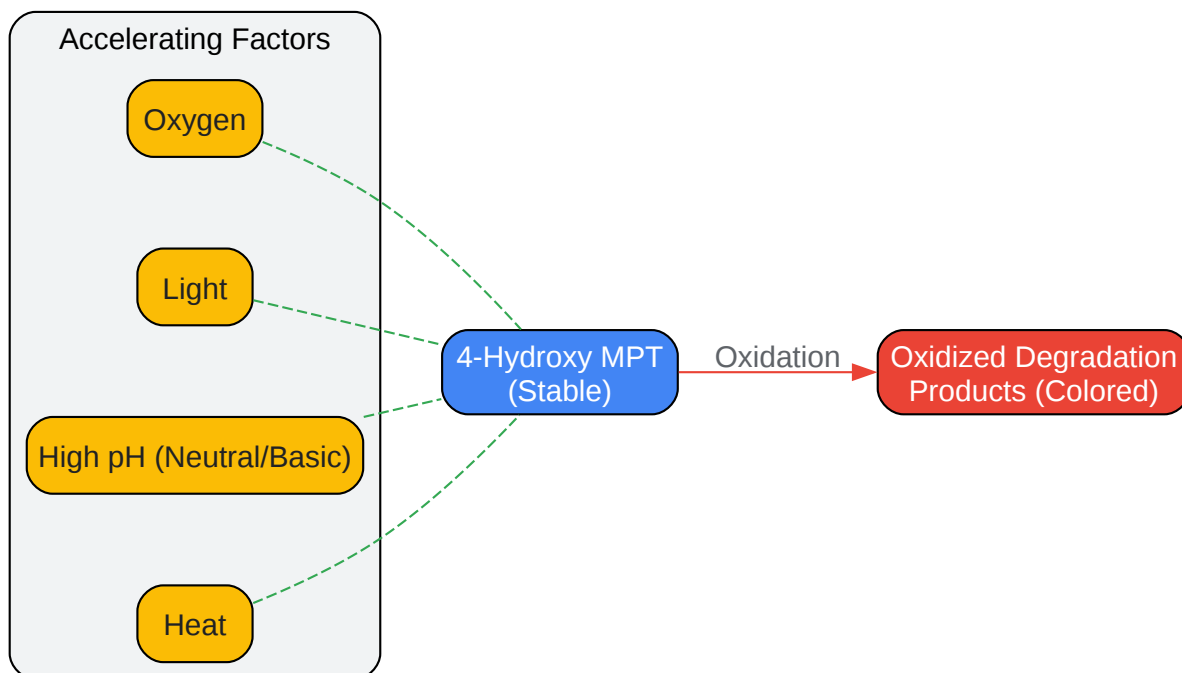 Accelerating Factors
Oxygen
Light
High pH (Neutral/Basic)
Heat
4-Hydroxy MPT
(Stable)
Oxidation
Oxidized Degradation
Products (Colored)